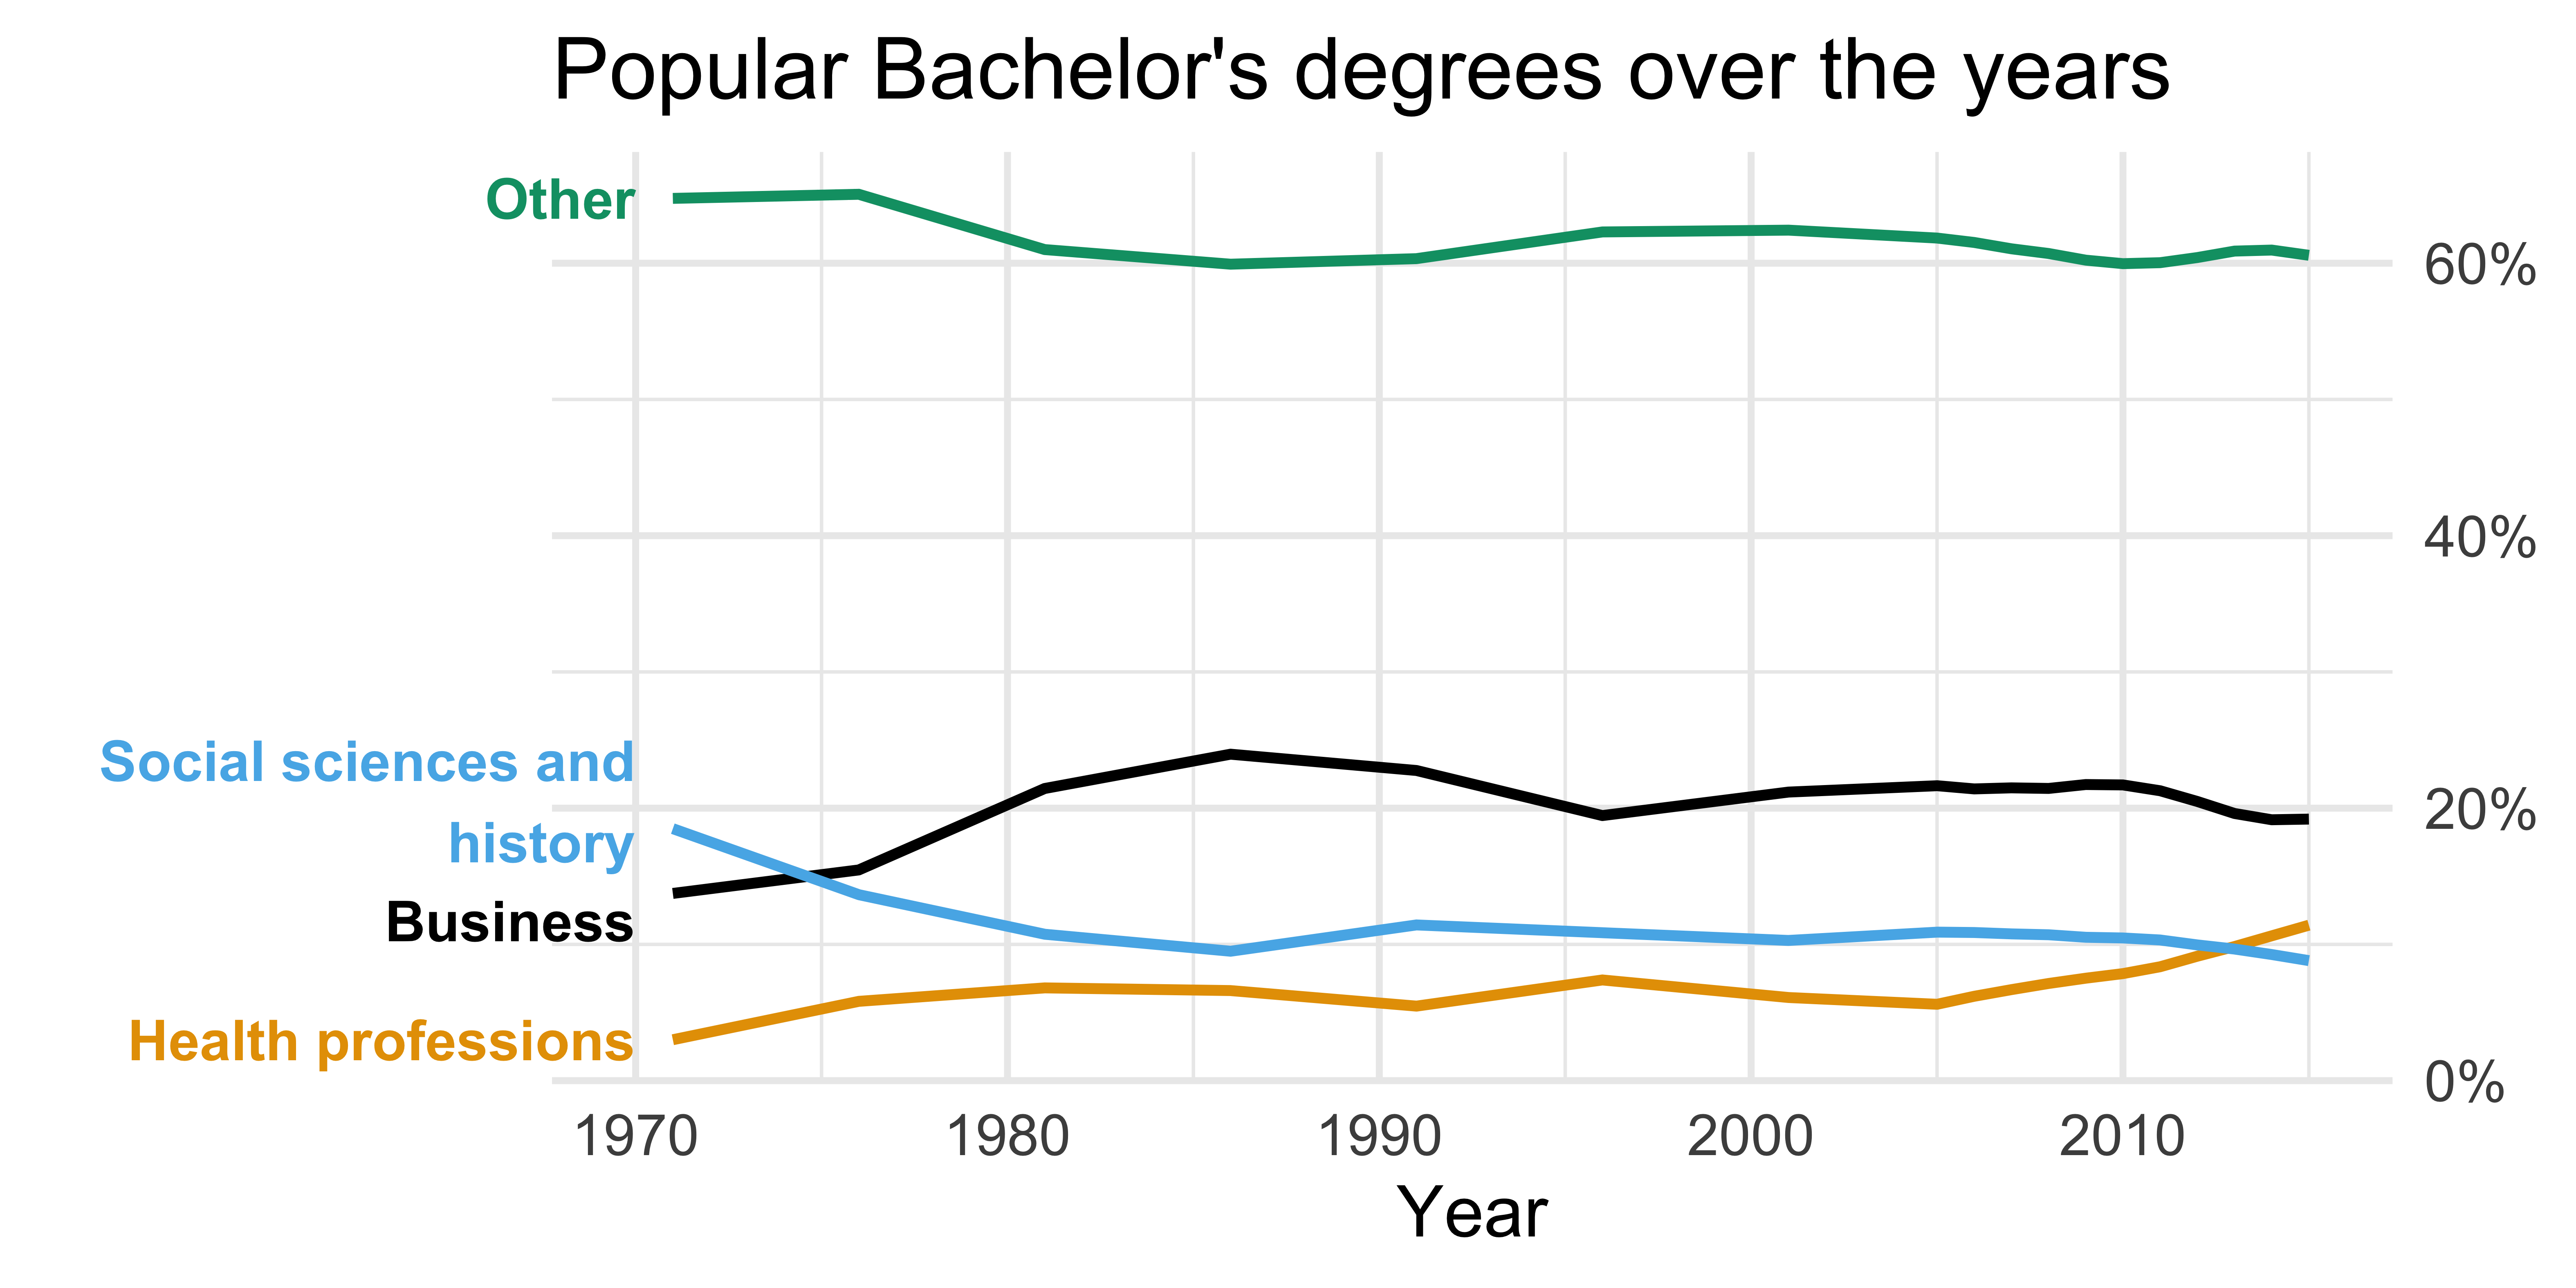 Popular Bachelor's degrees over the years
Other
60%
40%
Social sciences and
history
20%
Business
Health professions
0%
1970 1980 1990 2000 2010
Year